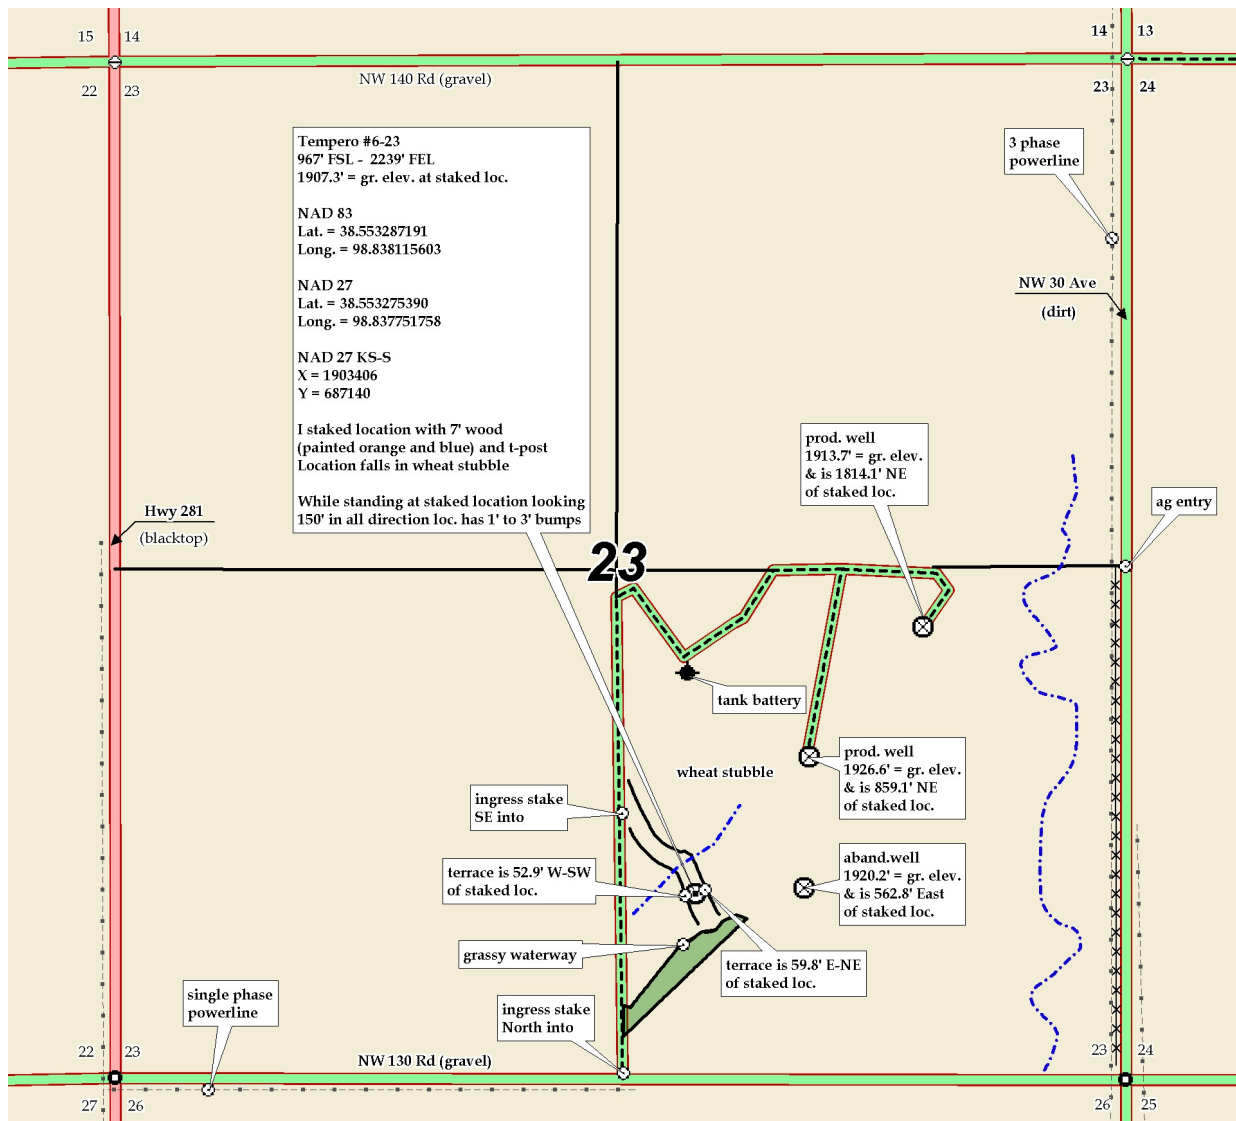 15 14
14 13
NW 140 Rd (gravel)
22 23
23 24
Tempero #6-23
967' FSL - 2239' FEL
1907.3' = gr. elev. at staked loc.
NAD 83
Lat. = 38.553287191
Long. = 98.838115603
NAD 27
Lat. = 38.553275390
Long. = 98.837751758
NAD 27 KS-S
X = 1903406
Y = 687140
I staked location with 7' wood
(painted orange and blue) and t-post
Location falls in wheat stubble
While standing at staked location looking
150' in all direction loc. has 1' to 3' bumps
3 phase
powerline
NW 30 Ave
(dirt)
prod. well
1913.7' = gr. elev.
& is 1814.1' NE
of staked loc.
ag entry
Hwy 281
(blacktop)
23
tank battery
prod. well
1926.6' = gr. elev.
& is 859.1' NE
of staked loc.
wheat stubble
ingress stake
SE into
terrace is 52.9' W-SW
of staked loc.
aband.well
1920.2' = gr. elev.
& is 562.8' East
of staked loc.
grassy waterway
terrace is 59.8' E-NE
of staked loc.
single phase
powerline
ingress stake
North into
22 23
NW 130 Rd (gravel)
23 24
27 26
26 25